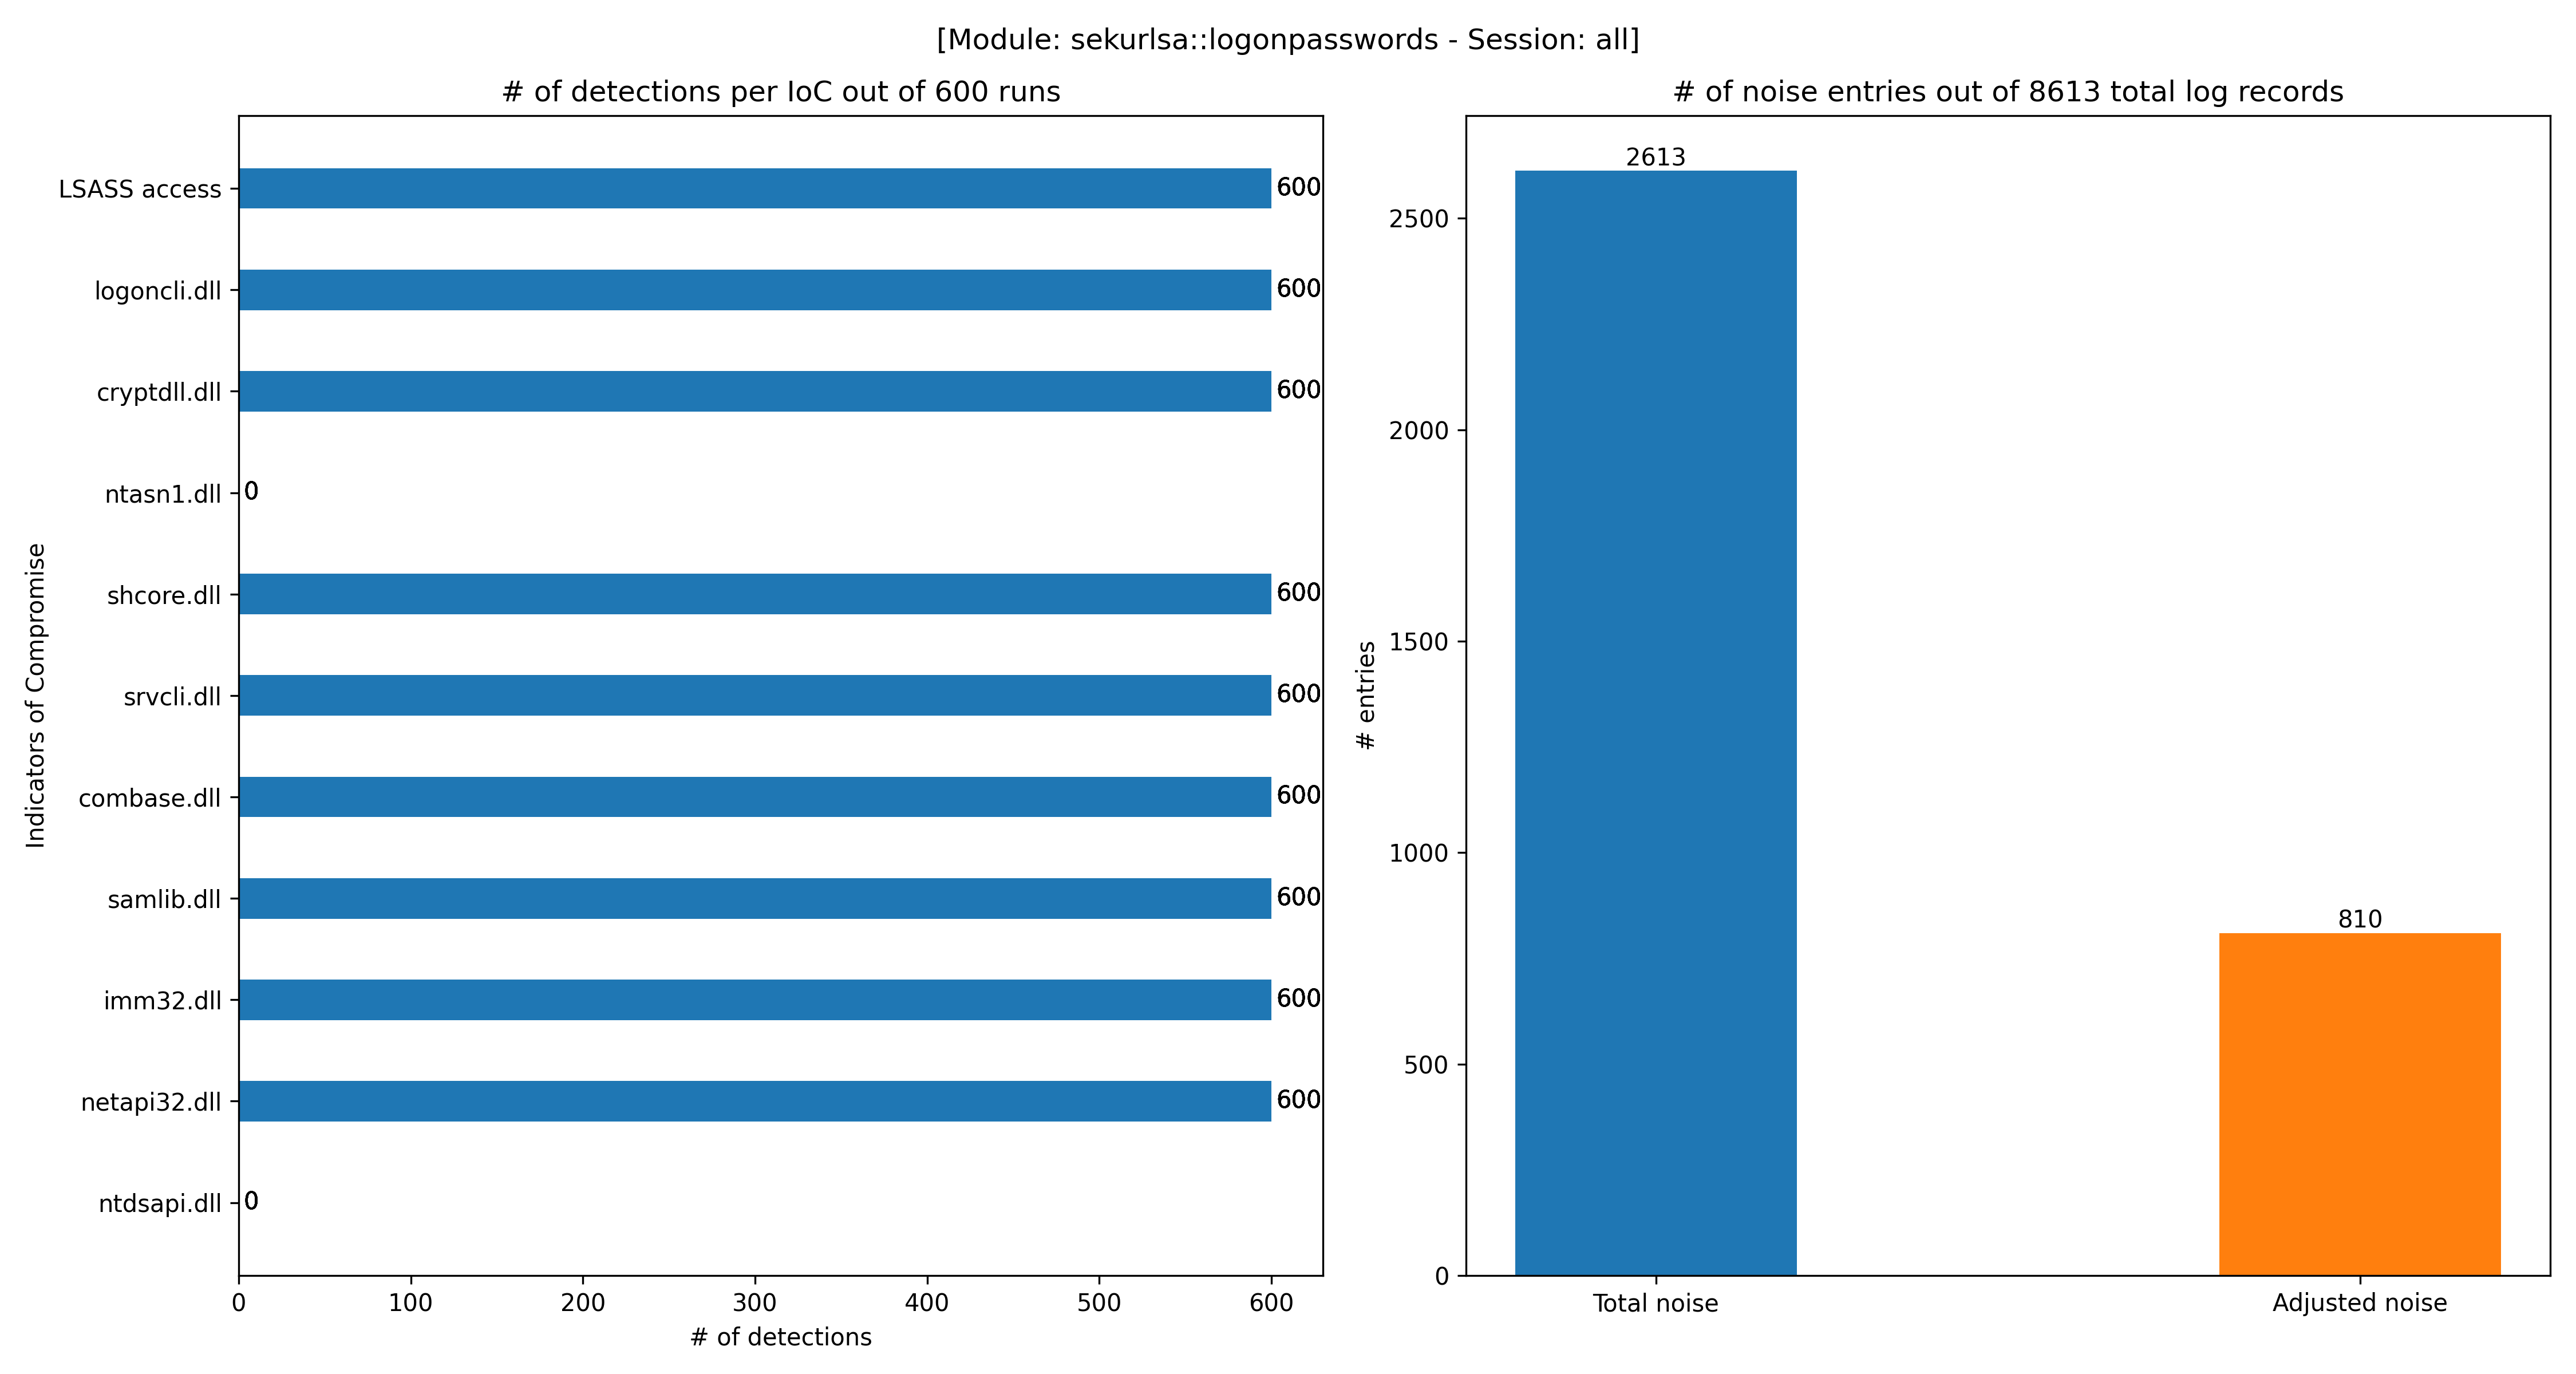 [Module: sekurlsa::logonpasswords - Session: all]
# of detections per IoC out of 600 runs
Indicators of Compromise
LSASS access 600
logoncli.dll 600
cryptdll.dll 600
ntasn1.dll 0
shcore.dll 600
srvcli.dll 600
combase.dll 600
samlib.dll 600
imm32.dll 600
netapi32.dll 600
ntdsapi.dll 0
0 100 200 300 400 500 600
# of detections
# of noise entries out of 8613 total log records
# entries
2500
2000
1500
1000
500
0
2613
810
Total noise Adjusted noise